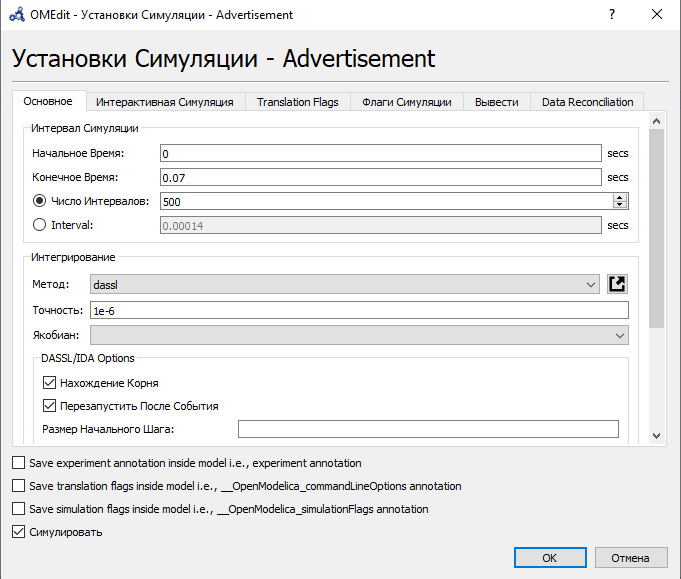 OMEdit - Установки Симуляции - Advertisement
Установки Симуляции - Advertisement
Основное Интерактивная Симуляция Translation Flags Флаги Симуляции Вывести Data Reconciliation
Интервал Симуляции
Начальное Время: 0 secs
Конечное Время: 0.07 secs
Число Интервалов: 500
Interval: 0.00014 secs
Интегрирование
Метод: dassl
Точность: 1e-6
Якобиан:
DASSL/IDA Options
Нахождение Корня
Перезапустить После События
Размер Начального Шага:
Save experiment annotation inside model i.e., experiment annotation
Save translation flags inside model i.e., __OpenModelica_commandLineOptions annotation
Save simulation flags inside model i.e., __OpenModelica_simulationFlags annotation
Симулировать
OK Отмена